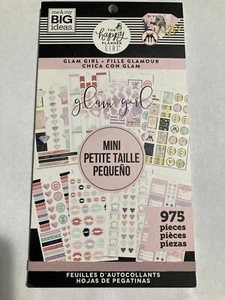 me&my
BIG
ideas
THE
happy
PLANNER
GIRL
GLAM GIRL • FILLE GLAMOUR
CHICA CON GLAM
glam girl
MINI
PETITE TAILLE
PEQUEÑO
975
pieces
pièces
piezas
FEUILLES D'AUTOCOLLANTS
HOJAS DE PEGATINAS